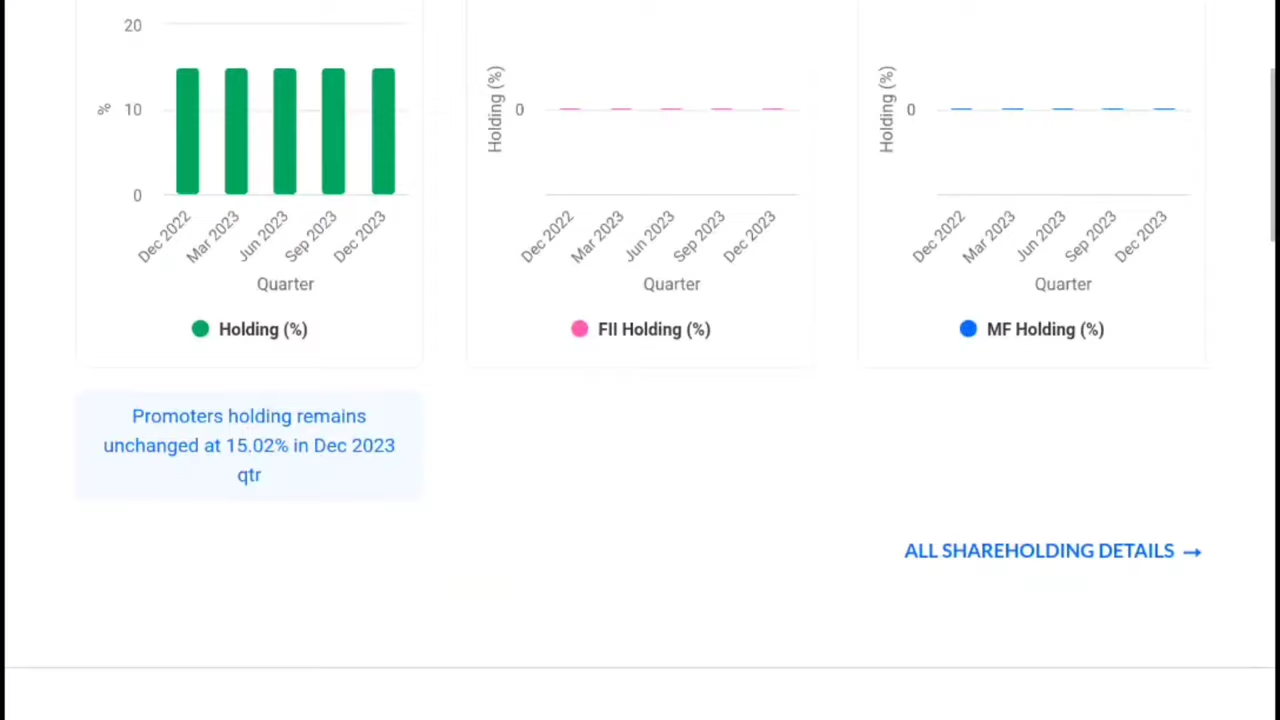 20
%
10
0
Dec 2022
Mar 2023
Jun 2023
Sep 2023
Dec 2023
Quarter
Holding (%)
Holding (%)
0
Dec 2022
Mar 2023
Jun 2023
Sep 2023
Dec 2023
Quarter
FII Holding (%)
Holding (%)
0
Dec 2022
Mar 2023
Jun 2023
Sep 2023
Dec 2023
Quarter
MF Holding (%)
Promoters holding remains
unchanged at 15.02% in Dec 2023
qtr
ALL SHAREHOLDING DETAILS →